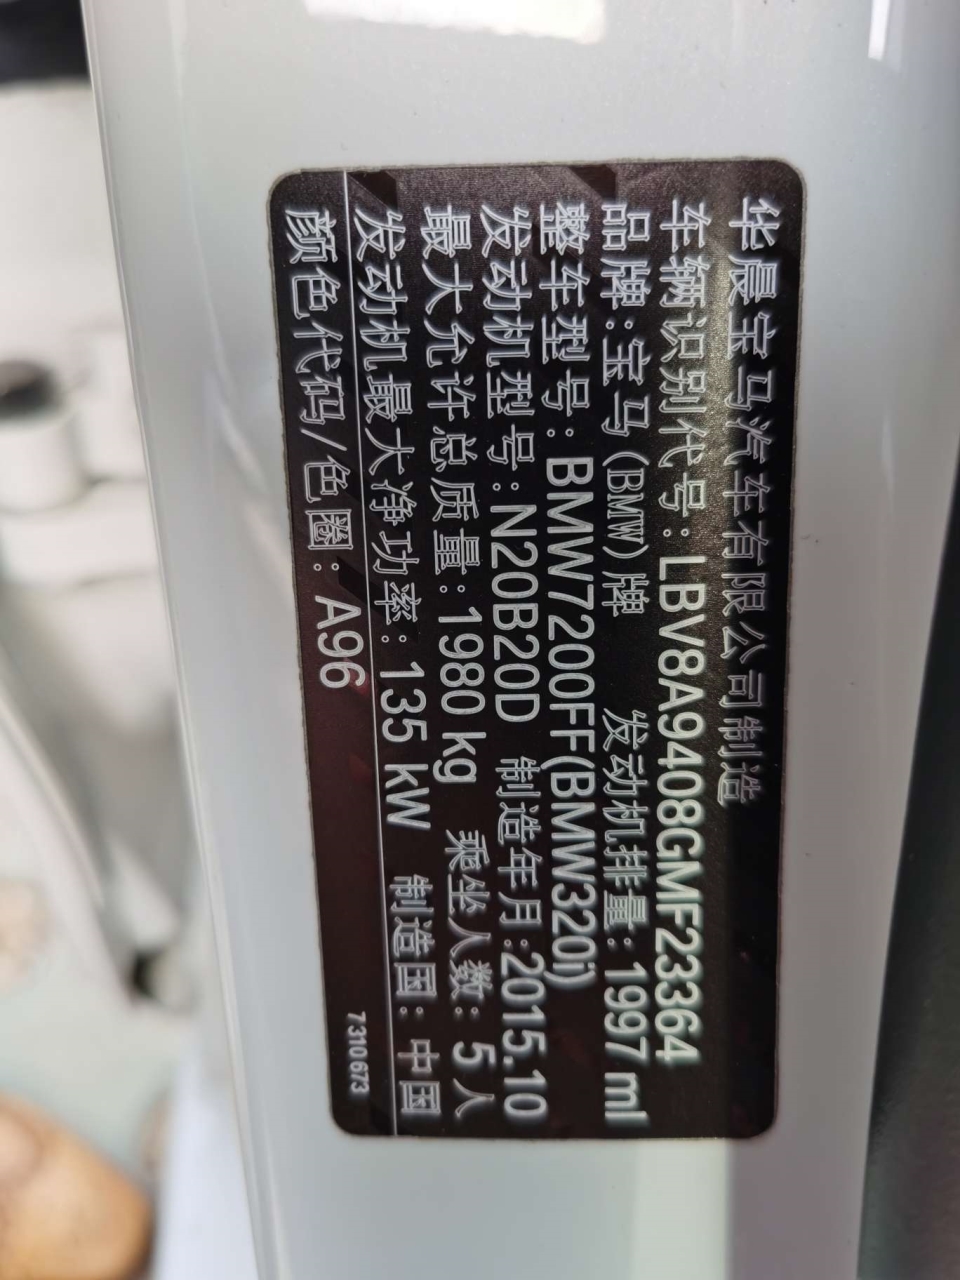 华晨宝马汽车有限公司制造
车辆识别代号: LBV8A9408GMF23364
品牌:宝马(BMW)牌 发动机排量:1997 ml
整车型号: BMW7200FF(BMW320i)
发动机型号:N20B20D 制造年月:2015.10
最大允许总质量:1980 kg 乘坐人数: 5人
发动机最大净功率:135 kW 制造国: 中国
颜色代码/色圈: A96
7310673